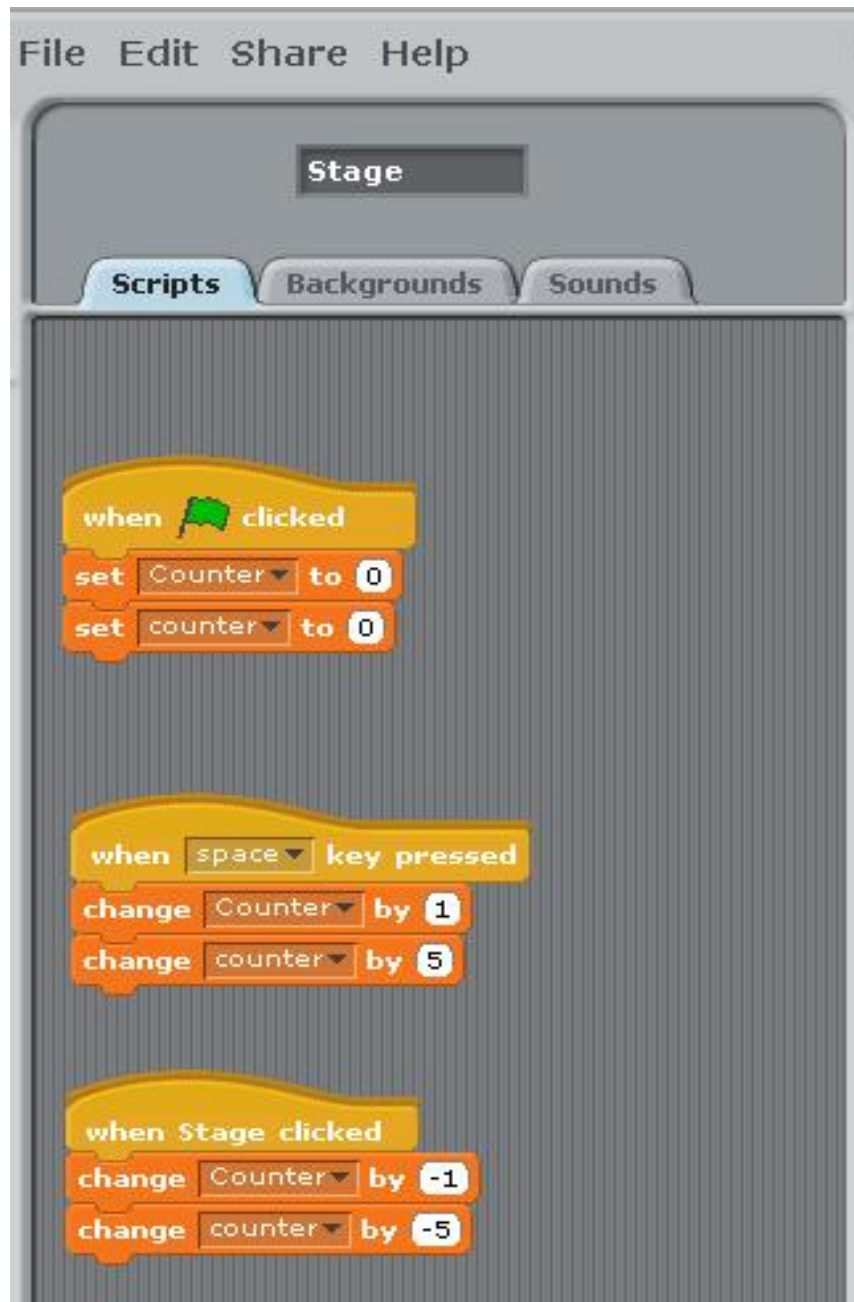 File Edit Share Help
Stage
Scripts Backgrounds Sounds
when clicked
set Counter to 0
set counter to 0
when space key pressed
change Counter by 1
change counter by 5
when Stage clicked
change Counter by -1
change counter by -5